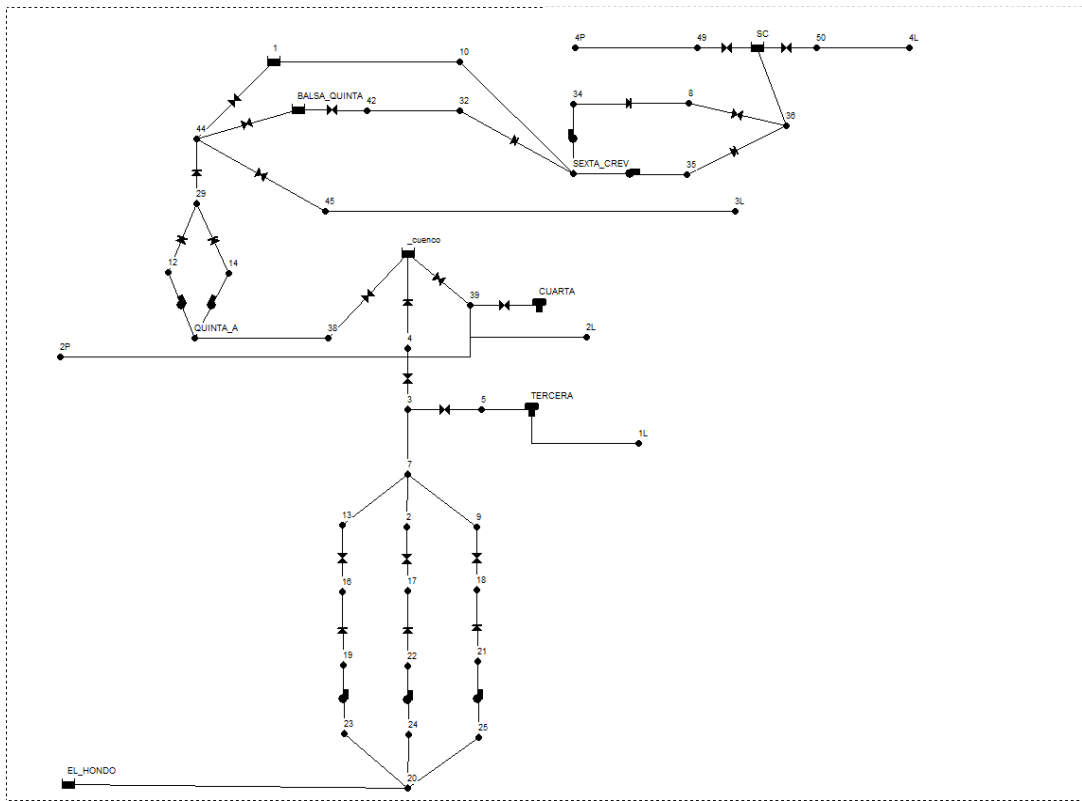 SC
4P
49
50
4L
1
10
BALSA_QUINTA
42
32
34
8
36
44
SEXTA_CREV
35
29
45
3L
_cuenco
12
14
39
CUARTA
QUINTA_A
38
2L
2P
4
3
5
TERCERA
1L
7
13
2
9
16
17
18
19
22
21
23
24
25
EL_HONDO
20